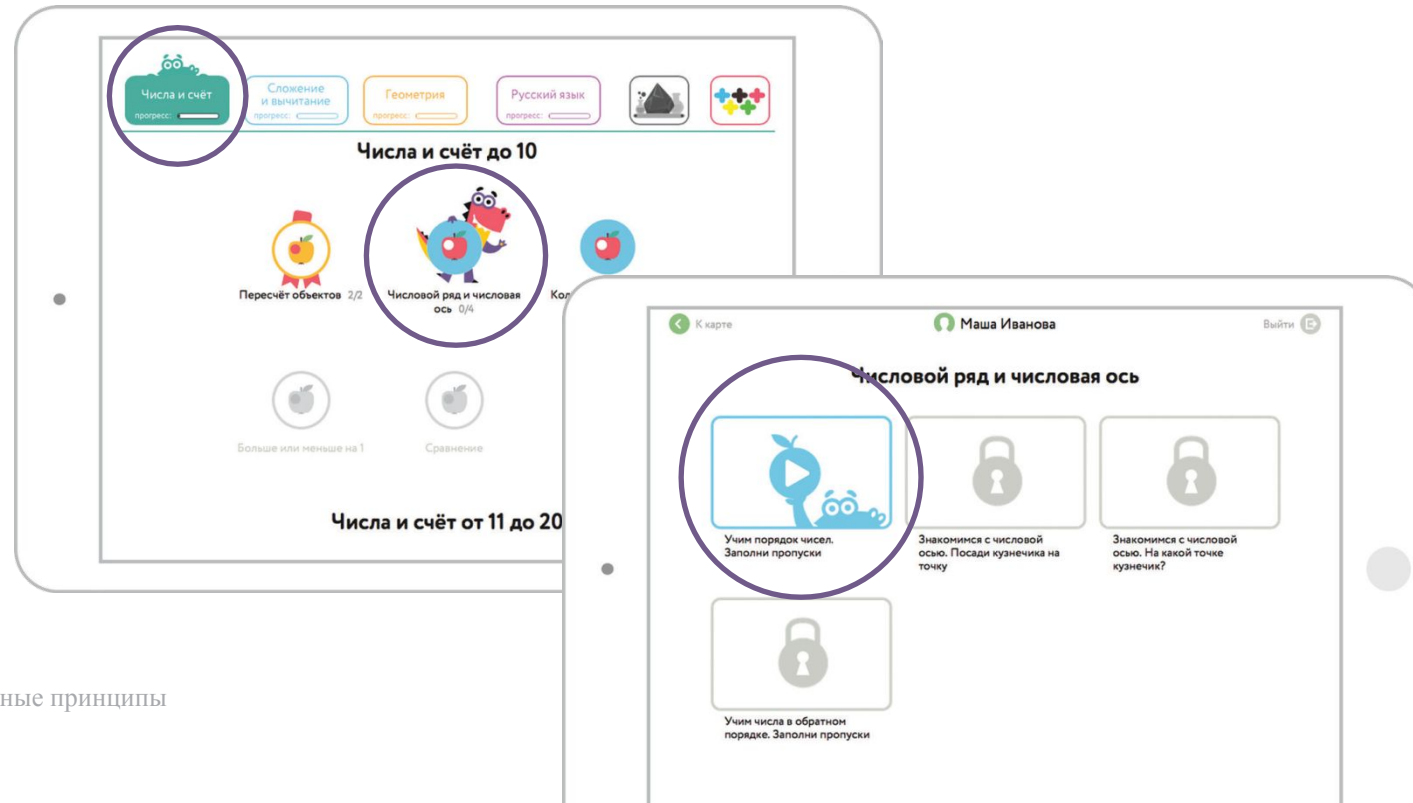 Числа и счёт
прогресс:
Сложение
и вычитание
прогресс:
Геометрия
прогресс:
Русский язык
прогресс:
Числа и счёт до 10
Пересчёт объектов 2/2
Числовой ряд и числовая
ось 0/4
Кол
Больше или меньше на 1
Сравнение
Числа и счёт от 11 до 20
К карте
Маша Иванова
Выйти
Числовой ряд и числовая ось
Учим порядок чисел.
Заполни пропуски
Знакомимся с числовой
осью. Посади кузнечика на
точку
Знакомимся с числовой
осью. На какой точке
кузнечик?
Учим числа в обратном
порядке. Заполни пропуски
ные принципы